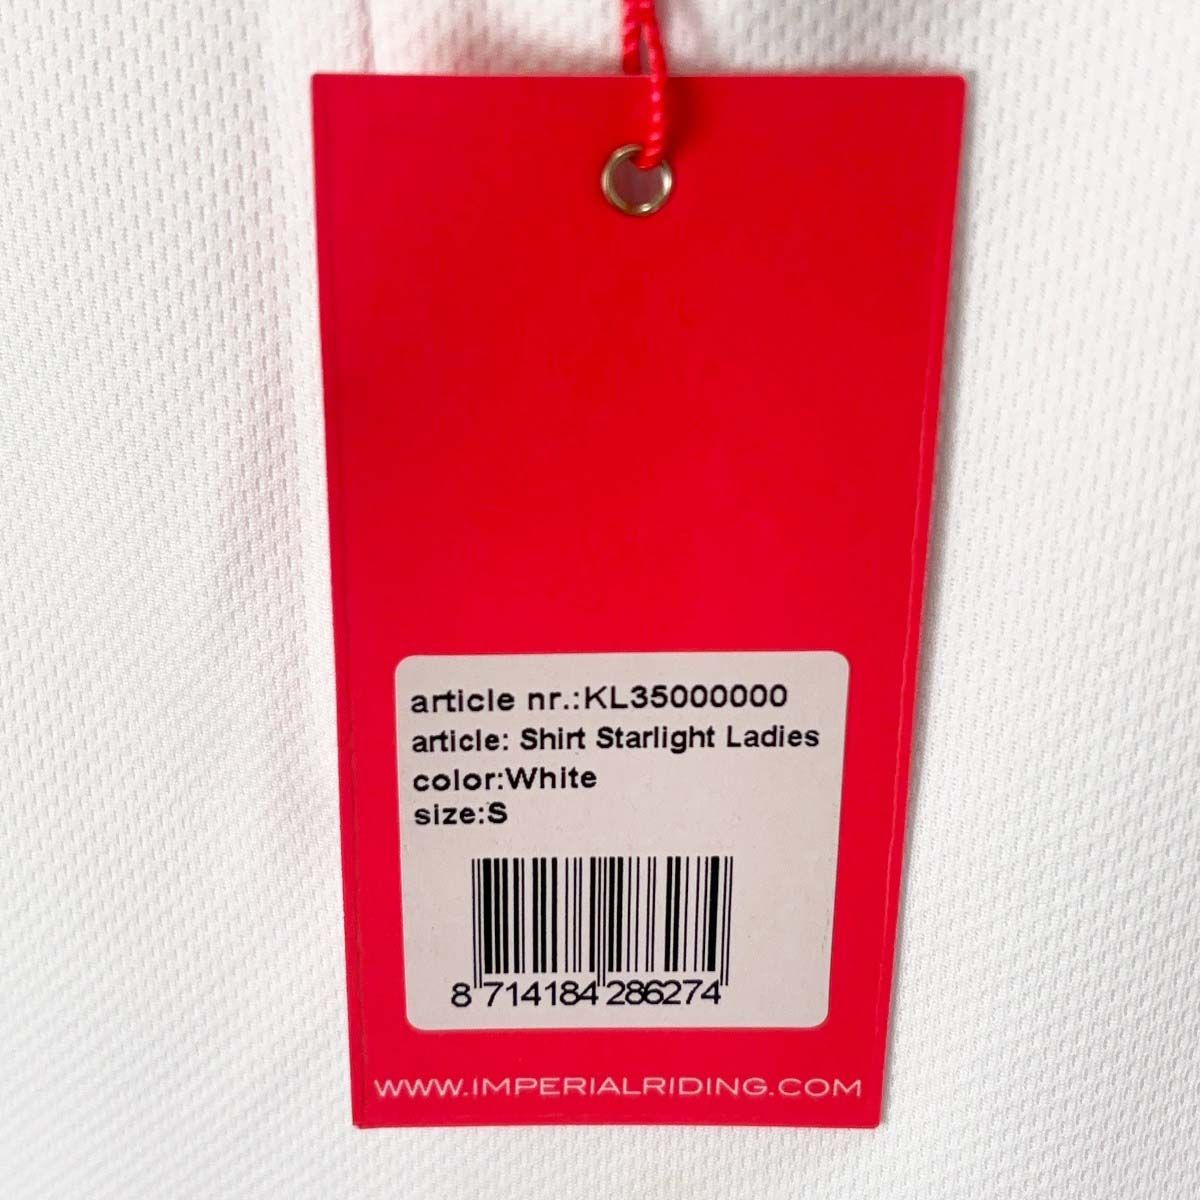 article nr.:KL35000000
article: Shirt Starlight Ladies
color:White
size:S
8 714184 286274
WWW.IMPERIALRIDING.COM